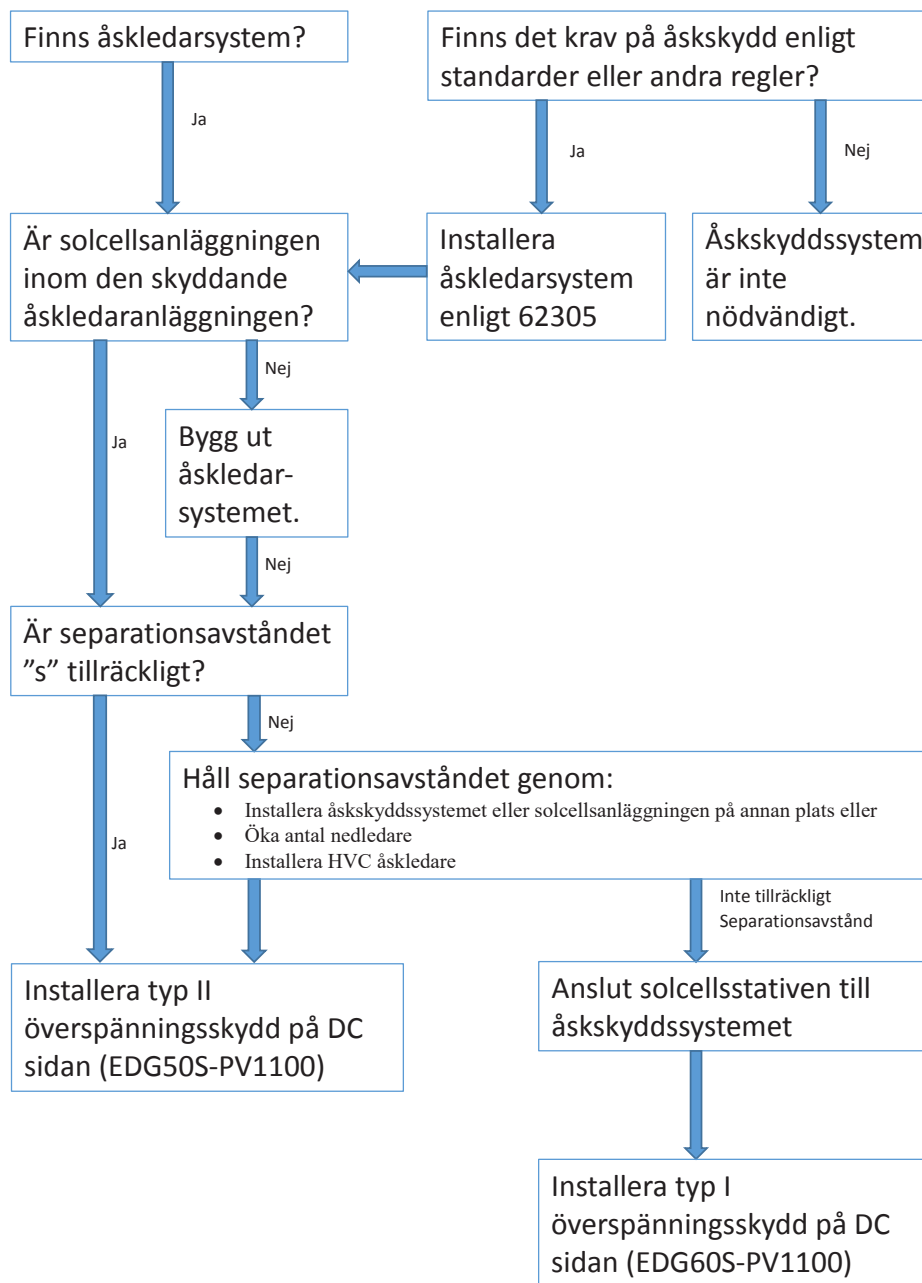 Finns åskledarsystem?
Finns det krav på åskskydd enligt
standarder eller andra regler?
Ja
Ja
Nej
Är solcellsanläggningen
inom den skyddande
åskledaranläggningen?
Installera
åskledarsystem
enligt 62305
Åskskyddssystem
är inte
nödvändigt.
Nej
Ja
Bygg ut
åskledar-
systemet.
Nej
Är separationsavståndet
”s” tillräckligt?
Nej
Håll separationsavståndet genom:
• Installera åskskyddssystemet eller solcellsanläggningen på annan plats eller
• Öka antal nedledare
• Installera HVC åskledare
Ja
Inte tillräckligt
Separationsavstånd
Installera typ II
överspänningsskydd på DC
sidan (EDG50S-PV1100)
Anslut solcellsstativen till
åskskyddssystemet
Installera typ I
överspänningsskydd på DC
sidan (EDG60S-PV1100)